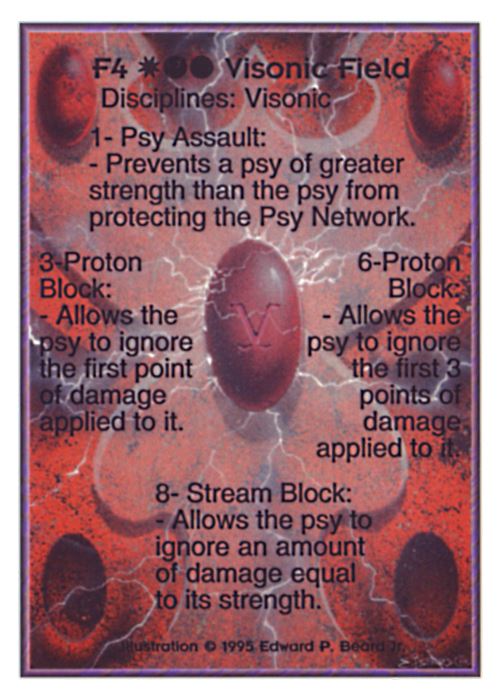 F4 ✷●● Visonic Field
Disciplines: Visonic
1- Psy Assault:
- Prevents a psy of greater
strength than the psy from
protecting the Psy Network.
3-Proton
Block:
- Allows the
psy to ignore
the first point
of damage
applied to it.
V
6-Proton
Block:
- Allows the
psy to ignore
the first 3
points of
damage
applied to it.
8- Stream Block:
- Allows the psy to
ignore an amount
of damage equal
to its strength.
Illustration © 1995 Edward P. Beard Jr.